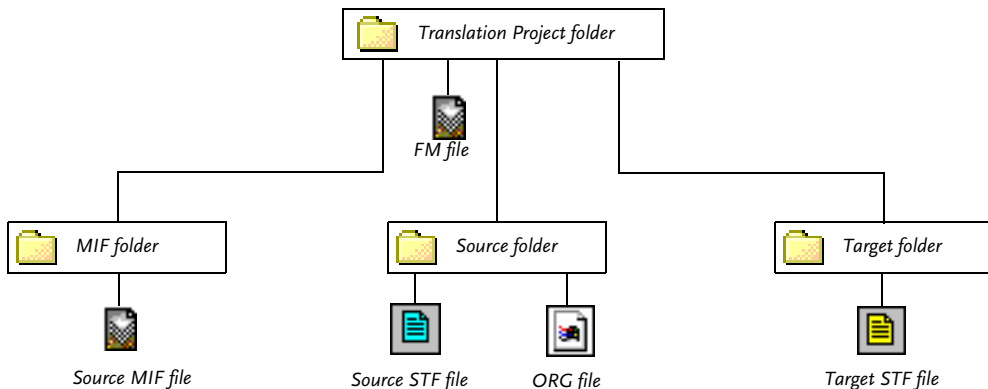 Translation Project folder
FM file
MIF folder
Source folder
Target folder
Source MIF file
Source STF file
ORG file
Target STF file